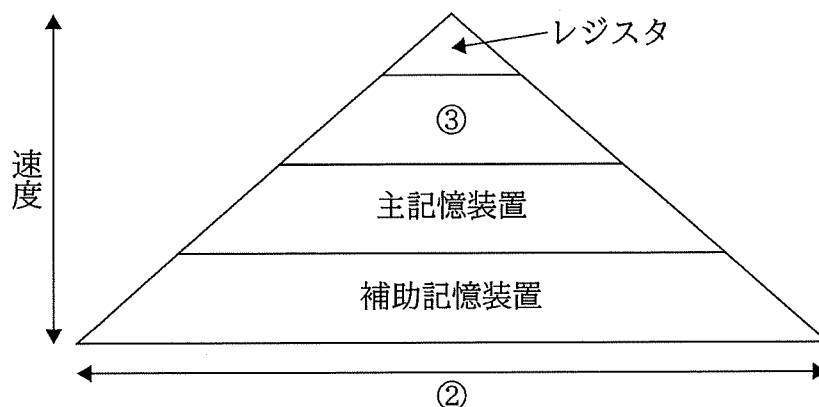 レジスタ
③
速度
主記憶装置
補助記憶装置
②